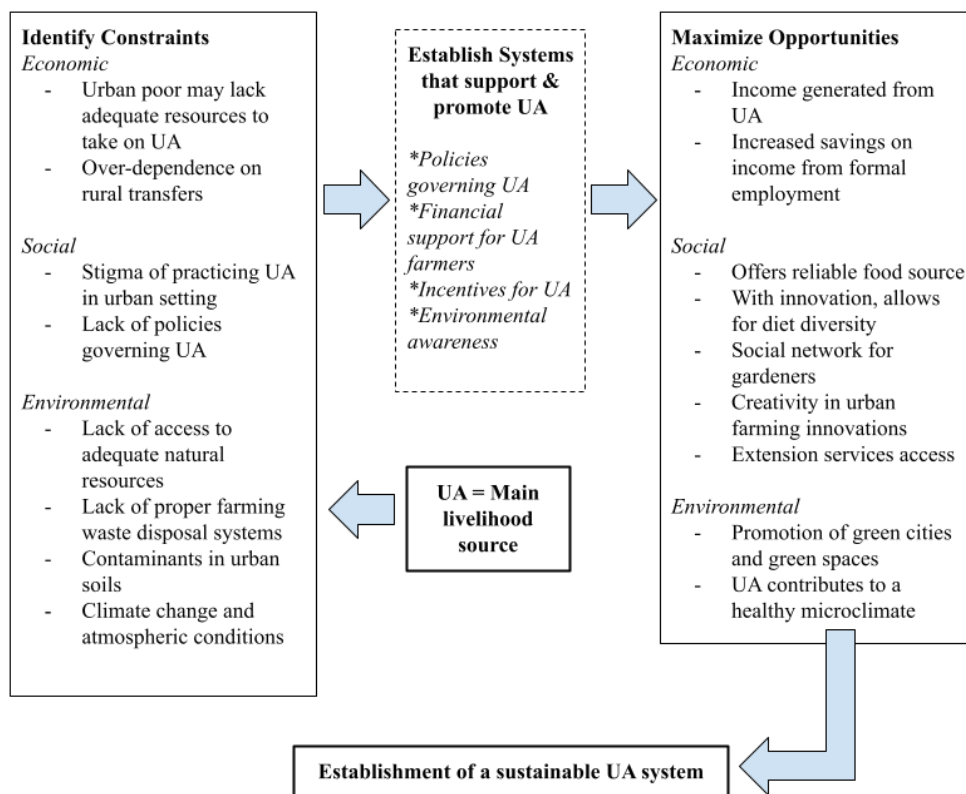 Identify Constraints
Economic
- Urban poor may lack
adequate resources to
take on UA
- Over-dependence on
rural transfers
Social
- Stigma of practicing UA
in urban setting
- Lack of policies
governing UA
Environmental
- Lack of access to
adequate natural
resources
- Lack of proper farming
waste disposal systems
- Contaminants in urban
soils
- Climate change and
atmospheric conditions
Establish Systems
that support &
promote UA
*Policies
governing UA
*Financial
support for UA
farmers
*Incentives for UA
*Environmental
awareness
UA = Main
livelihood
source
Maximize Opportunities
Economic
- Income generated from
UA
- Increased savings on
income from formal
employment
Social
- Offers reliable food source
- With innovation, allows
for diet diversity
- Social network for
gardeners
- Creativity in urban
farming innovations
- Extension services access
Environmental
- Promotion of green cities
and green spaces
- UA contributes to a
healthy microclimate
Establishment of a sustainable UA system